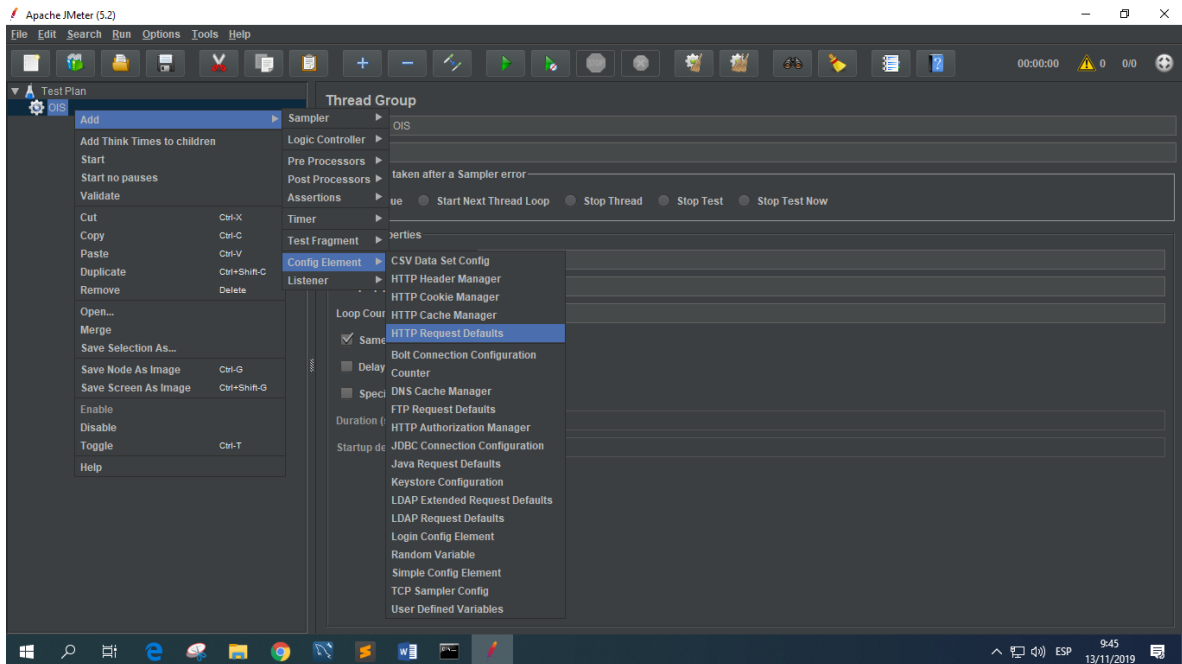 Apache JMeter (5.2)
File Edit Search Run Options Tools Help
00:00:00 0 0/0
Test Plan
OIS
Add
Add Think Times to children
Start
Start no pauses
Validate
Cut Ctrl-X
Copy Ctrl-C
Paste Ctrl-V
Duplicate Ctrl+Shift-C
Remove Delete
Open...
Merge
Save Selection As...
Save Node As Image Ctrl-G
Save Screen As Image Ctrl+Shift-G
Enable
Disable
Toggle Ctrl-T
Help
Sampler
Logic Controller
Pre Processors
Post Processors
Assertions
Timer
Test Fragment
Config Element
Listener
CSV Data Set Config
HTTP Header Manager
HTTP Cookie Manager
HTTP Cache Manager
HTTP Request Defaults
Bolt Connection Configuration
Counter
DNS Cache Manager
FTP Request Defaults
HTTP Authorization Manager
JDBC Connection Configuration
Java Request Defaults
Keystore Configuration
LDAP Extended Request Defaults
LDAP Request Defaults
Login Config Element
Random Variable
Simple Config Element
TCP Sampler Config
User Defined Variables
Thread Group
OIS
taken after a Sampler error
ue Start Next Thread Loop Stop Thread Stop Test Stop Test Now
perties
Loop Coun
Same
Delay
Speci
Duration (s
Startup de
ESP
9:45
13/11/2019